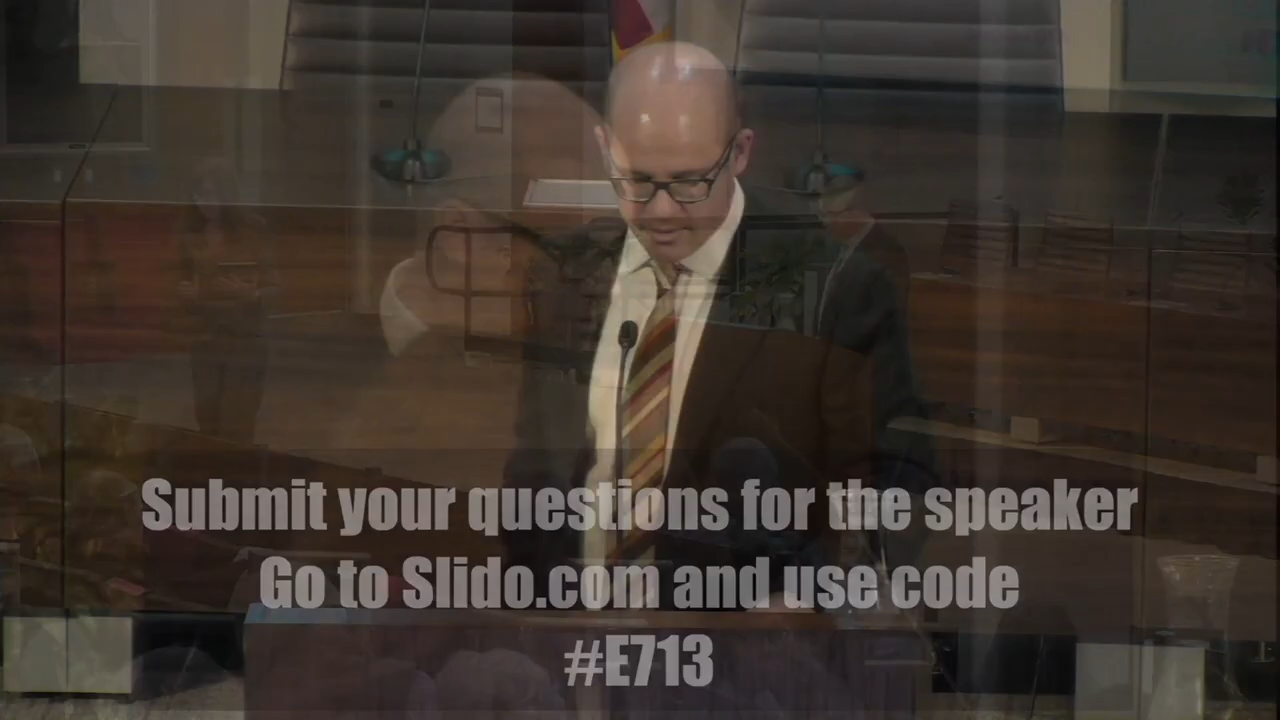 Submit your questions for the speaker
Go to Slido.com and use code
#E713